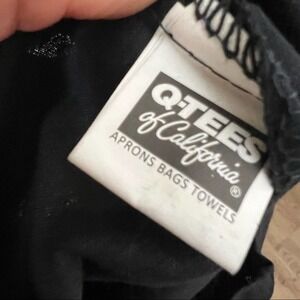 Q-TEES
of California
®
APRONS BAGS TOWELS